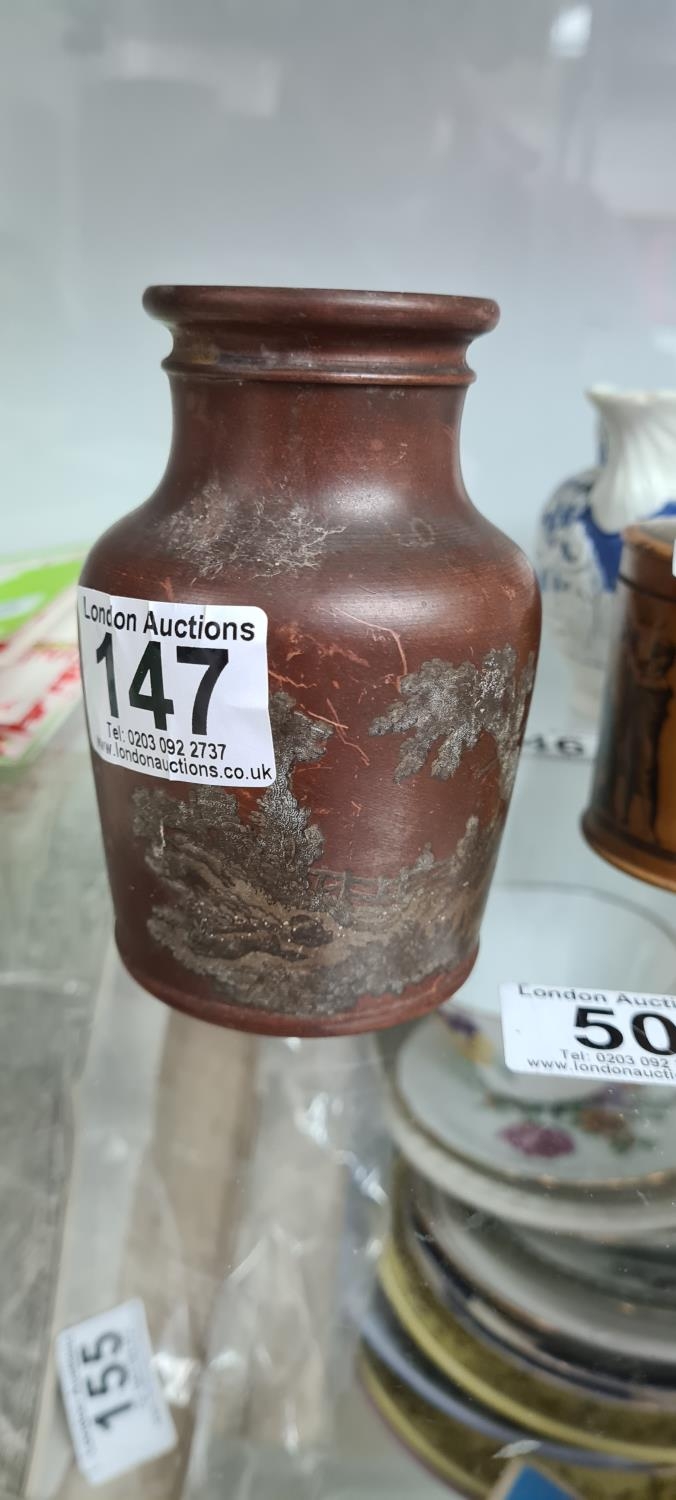 London Auctions
147
Tel: 0203 092 2737
www.londonauctions.co.uk
46
London Aucti
50
Tel: 0203 092
www.londonauctio
155